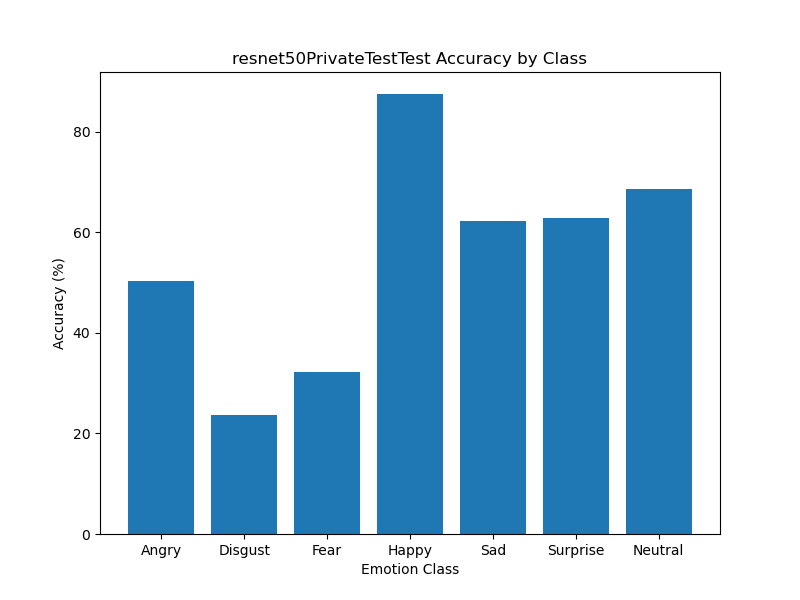 resnet50PrivateTestTest Accuracy by Class
80
60
40
20
0
Accuracy (%)
Angry Disgust Fear Happy Sad Surprise Neutral
Emotion Class